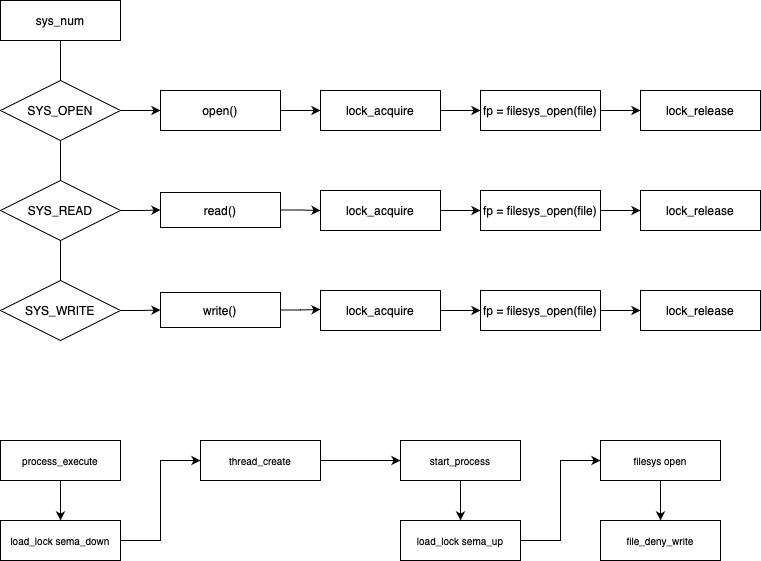 sys_num
SYS_OPEN
open()
lock_acquire
fp = filesys_open(file)
lock_release
SYS_READ
read()
lock_acquire
fp = filesys_open(file)
lock_release
SYS_WRITE
write()
lock_acquire
fp = filesys_open(file)
lock_release
process_execute
thread_create
start_process
filesys open
load_lock sema_down
load_lock sema_up
file_deny_write